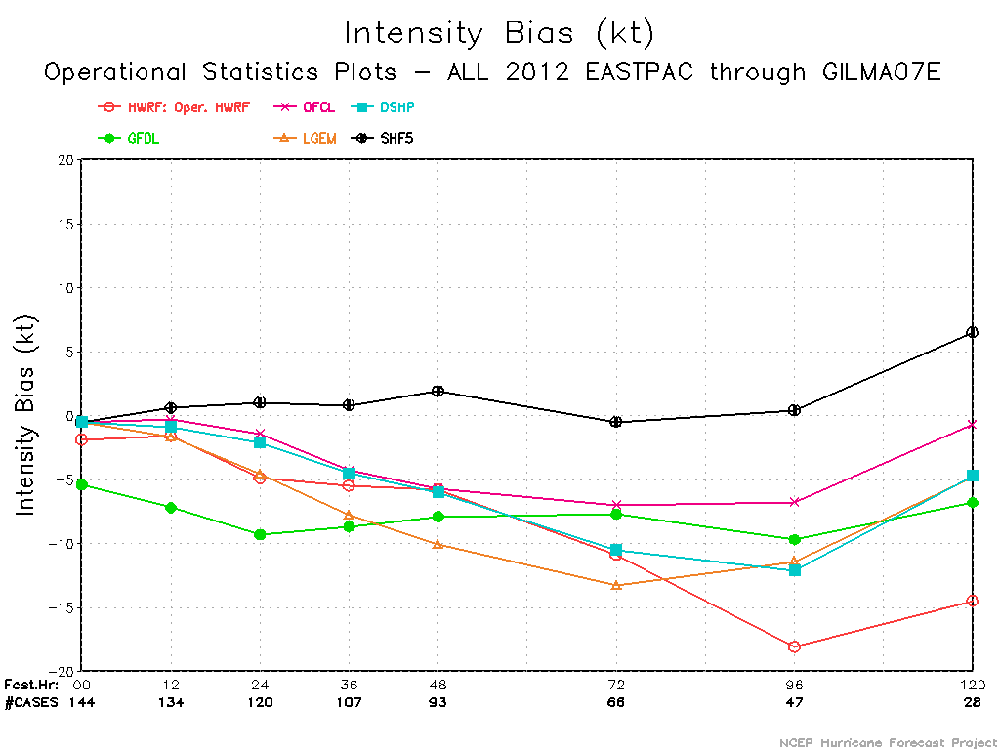 Intensity Bias (kt)
Operational Statistics Plots - ALL 2012 EASTPAC through GILMA07E
HWRF: Oper. HWRF OFCL DSHP
GFDL LGEM SHF5
20
15
10
5
0
-5
-10
-15
-20
Intensity Bias (kt)
Fcst.Hr: 00 12 24 36 48 72 96 120
#CASES 144 134 120 107 93 66 47 28
NCEP Hurricane Forecast Project